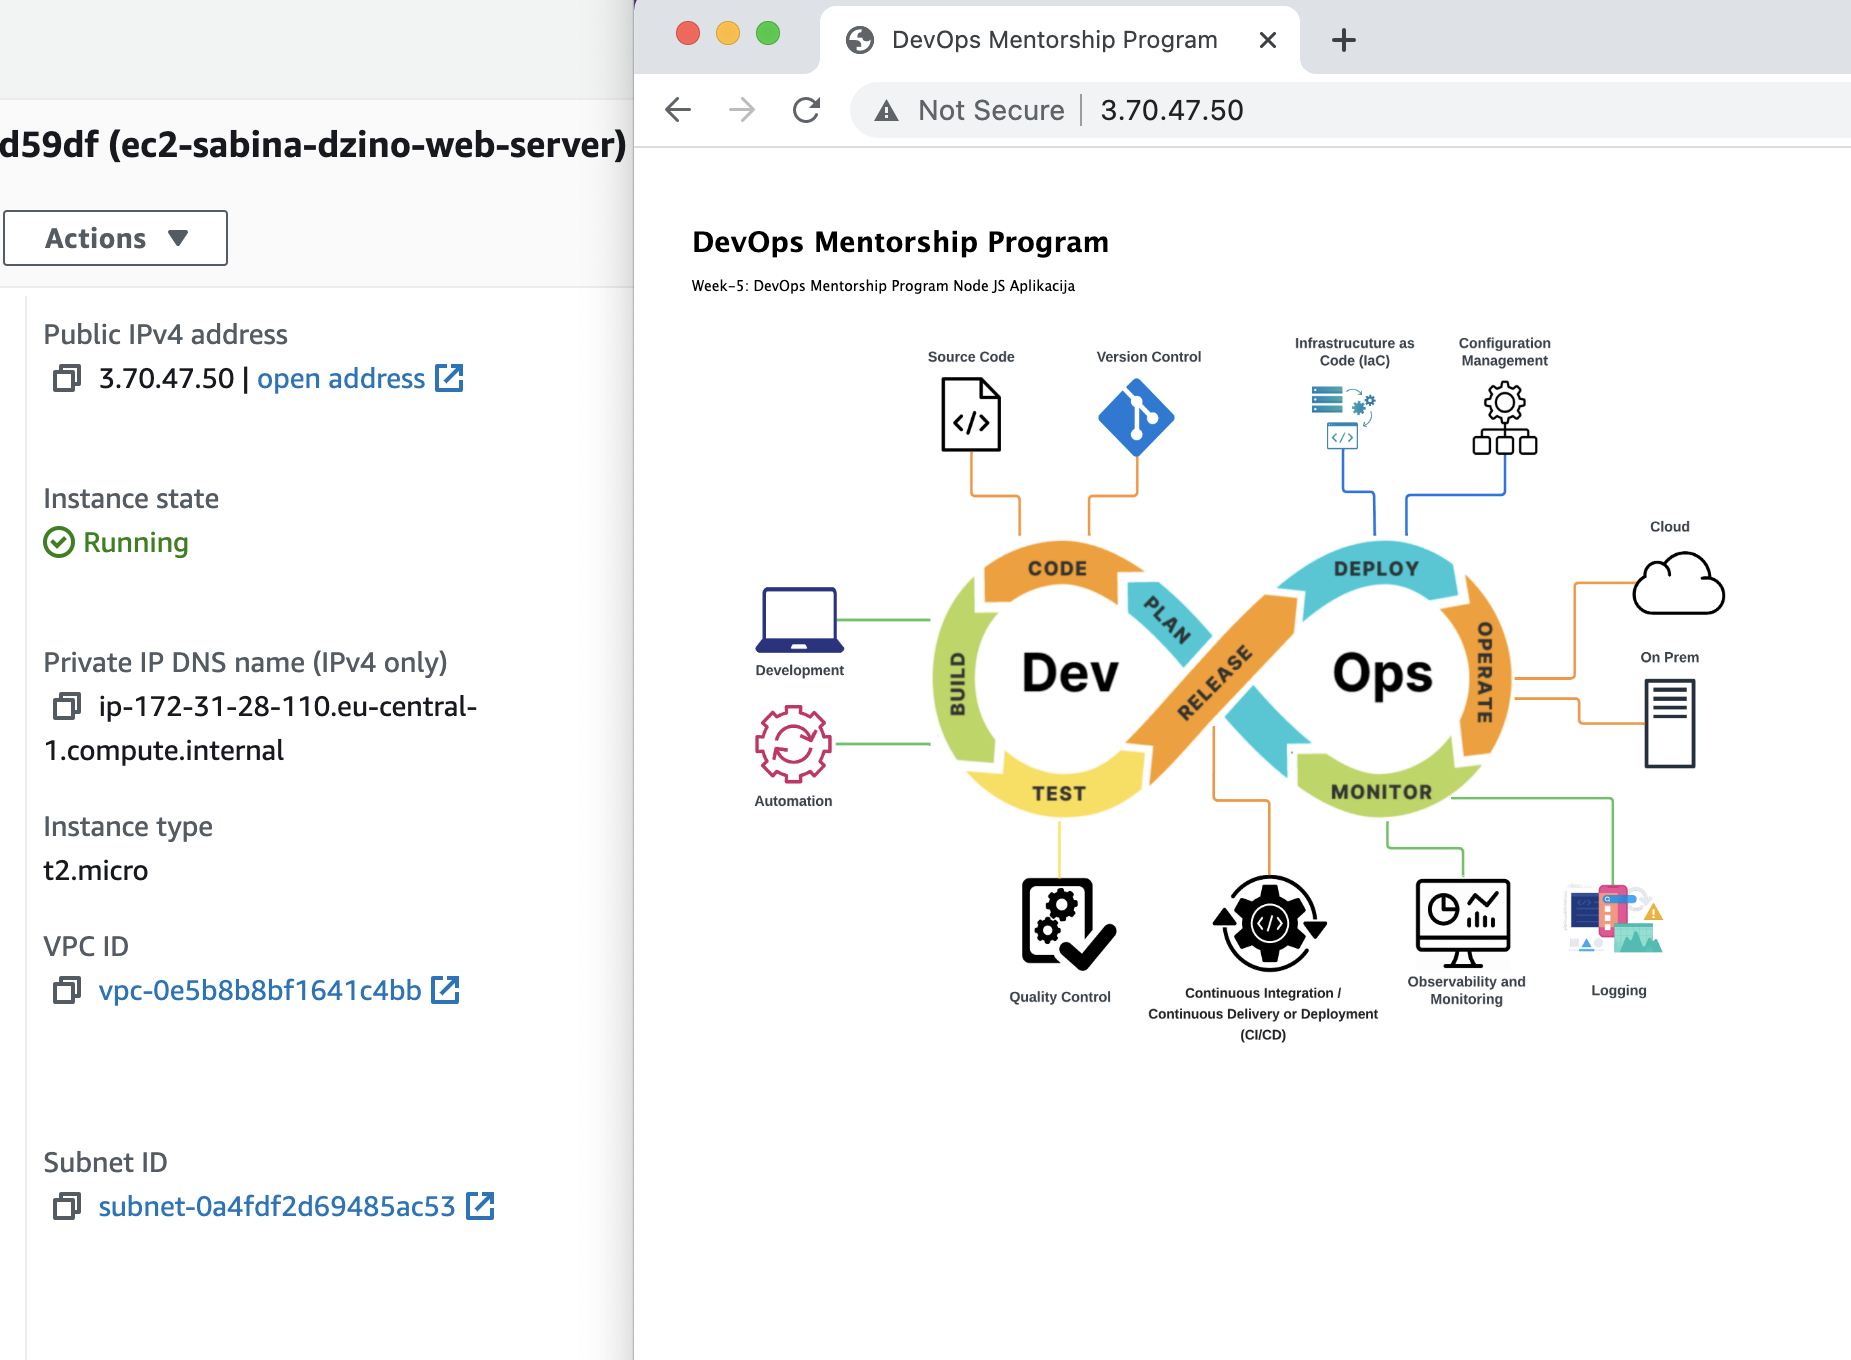 d59df (ec2-sabina-dzino-web-server)
Actions
Public IPv4 address
3.70.47.50 | open address
Instance state
Running
Private IP DNS name (IPv4 only)
ip-172-31-28-110.eu-central-
1.compute.internal
Instance type
t2.micro
VPC ID
vpc-0e5b8b8bf1641c4bb
Subnet ID
subnet-0a4fdf2d69485ac53
DevOps Mentorship Program
Not Secure
3.70.47.50
DevOps Mentorship Program
Week-5: DevOps Mentorship Program Node JS Aplikacija
Source Code
Version Control
Infrastrucuture as
Code (IaC)
Configuration
Management
Cloud
On Prem
Development
Automation
CODE
PLAN
BUILD
TEST
RELEASE
DEPLOY
OPERATE
MONITOR
Dev
Ops
Quality Control
Continuous Integration /
Continuous Delivery or Deployment
(CI/CD)
Observability and
Monitoring
Logging